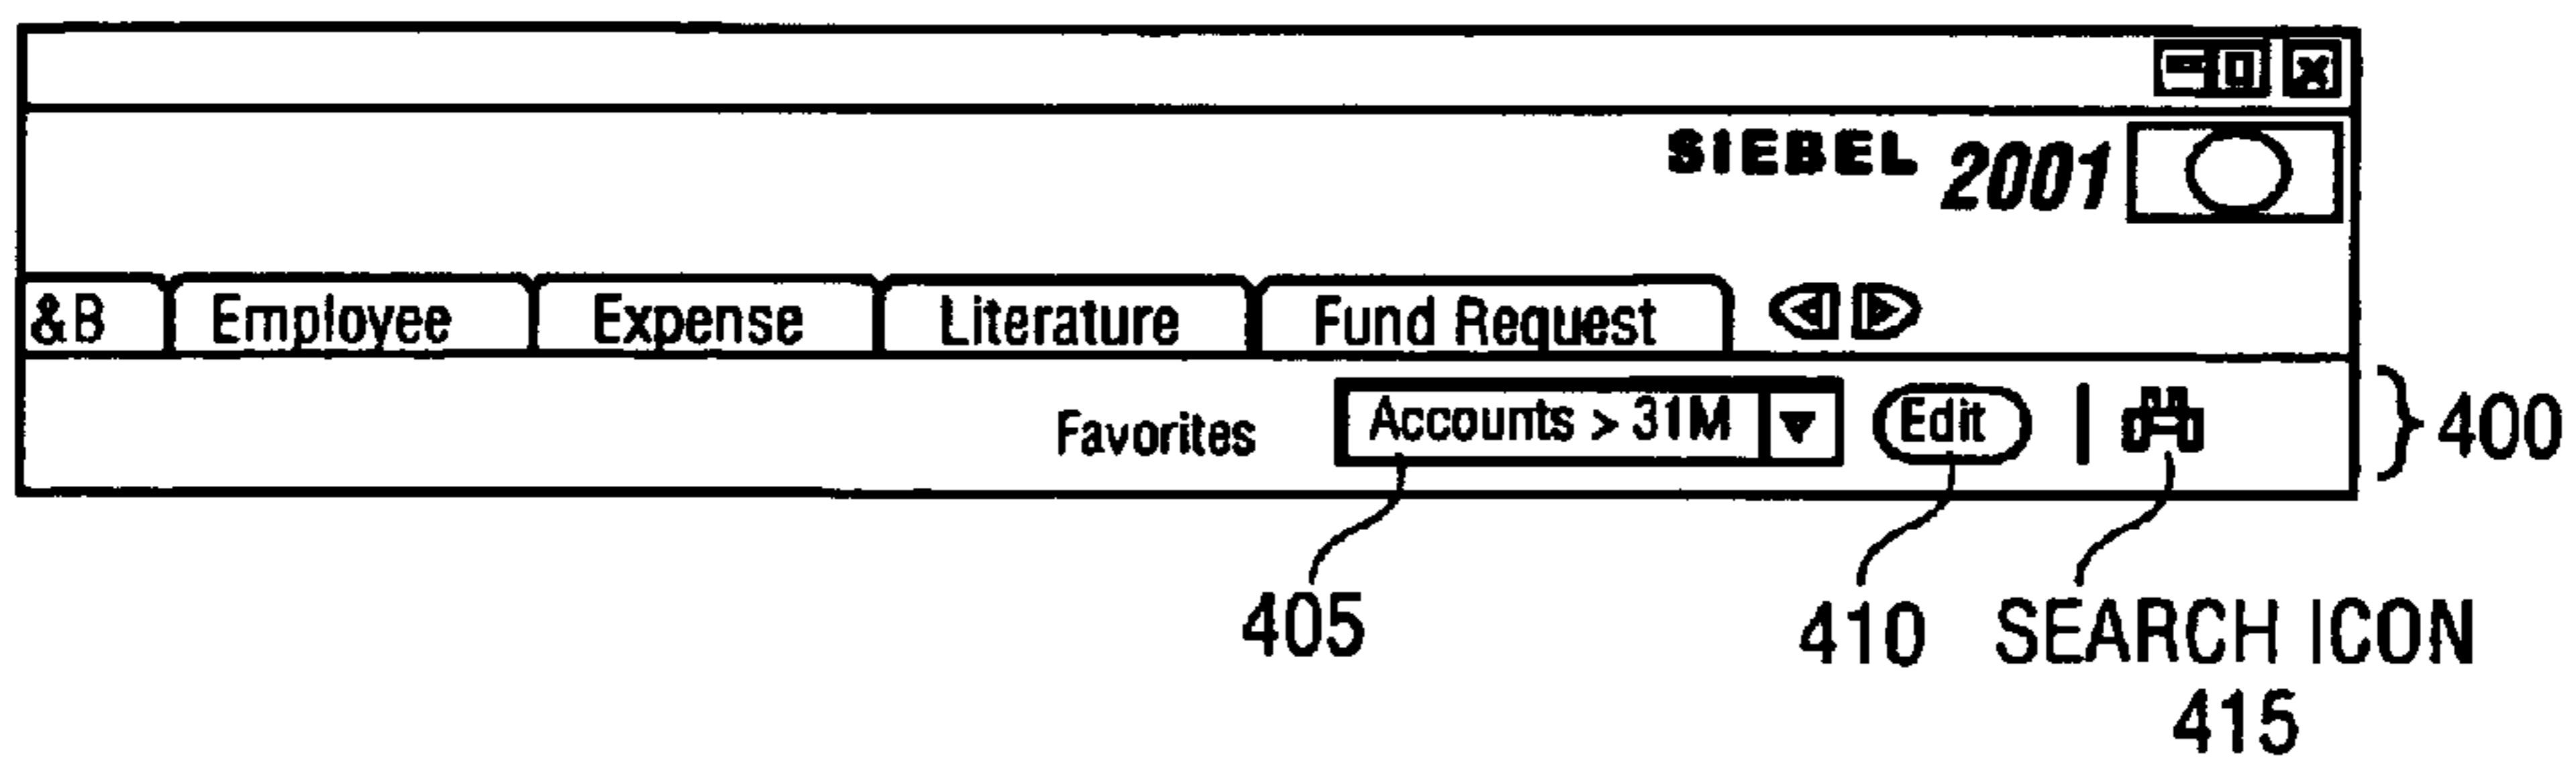 SIEBEL 2001
&B Employee Expense Literature Fund Request
Favorites Accounts > 31M Edit 400
405 410 SEARCH ICON
415